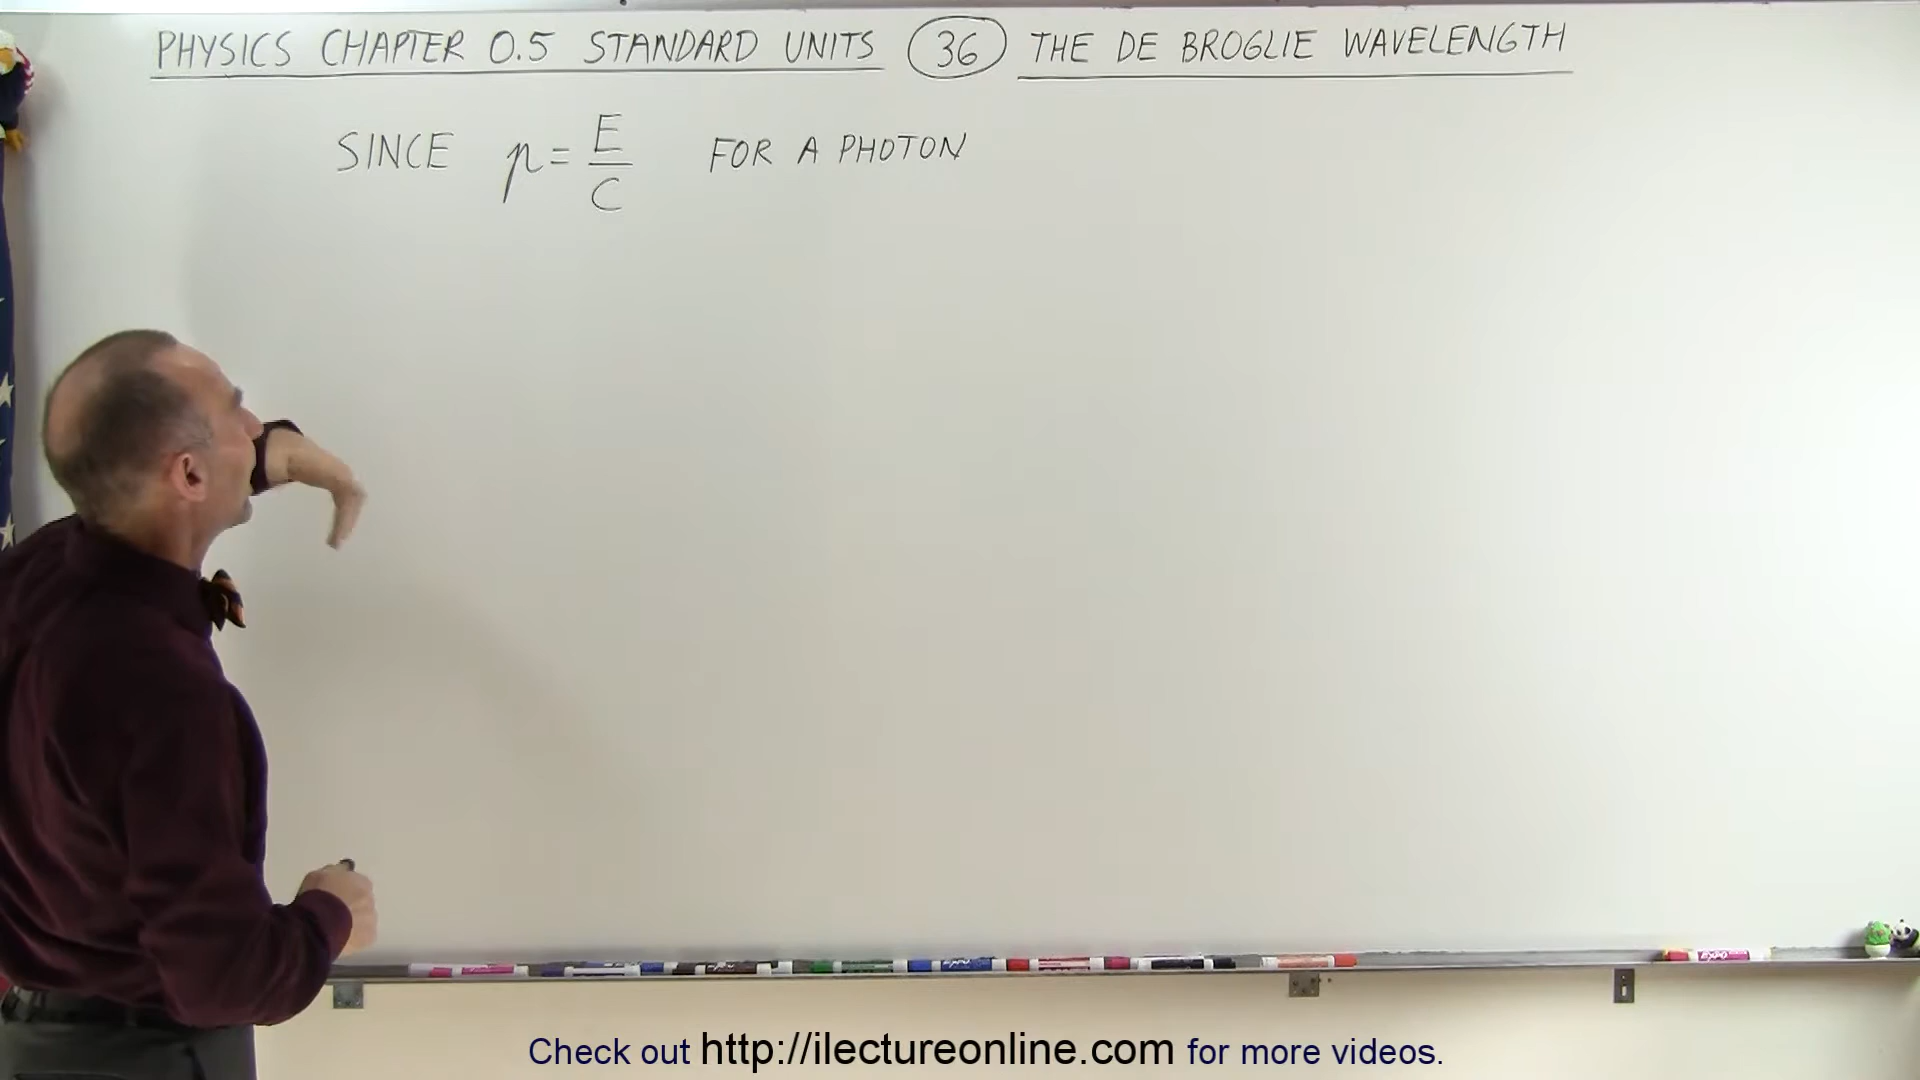 PHYSICS CHAPTER 0.5 STANDARD UNITS 36 THE DE BROGLIE WAVELENGTH
SINCE p = E/C FOR A PHOTON
EXPO
Check out http://ilectureonline.com for more videos.